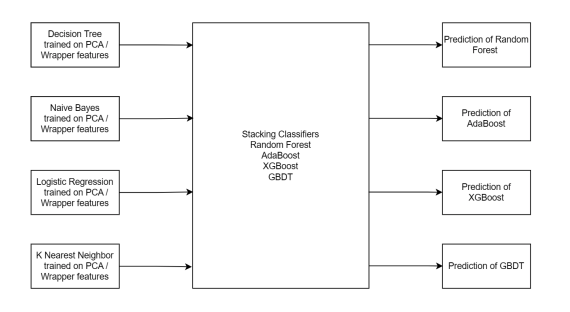 Decision Tree
trained on PCA /
Wrapper features
Naive Bayes
trained on PCA /
Wrapper features
Logistic Regression
trained on PCA /
Wrapper features
K Nearest Neighbor
trained on PCA /
Wrapper features
Stacking Classifiers
Random Forest
AdaBoost
XGBoost
GBDT
Prediction of Random
Forest
Prediction of
AdaBoost
Prediction of
XGBoost
Prediction of GBDT